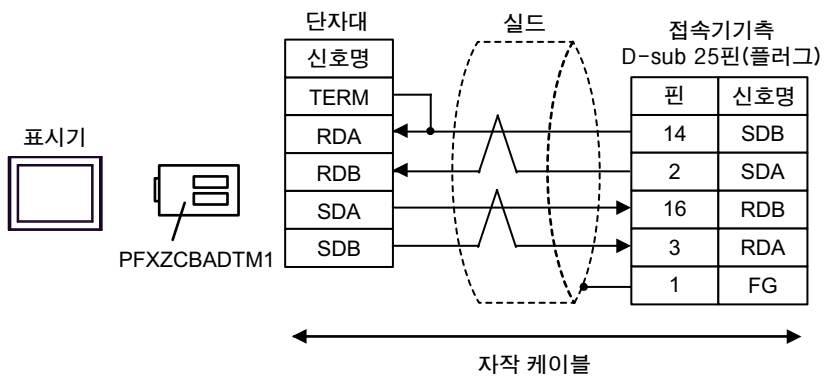 표시기
PFXZCBADTM1
단자대
신호명
TERM
RDA
RDB
SDA
SDB
실드
접속기기측
D-sub 25핀(플러그)
핀 신호명
14 SDB
2 SDA
16 RDB
3 RDA
1 FG
자작 케이블